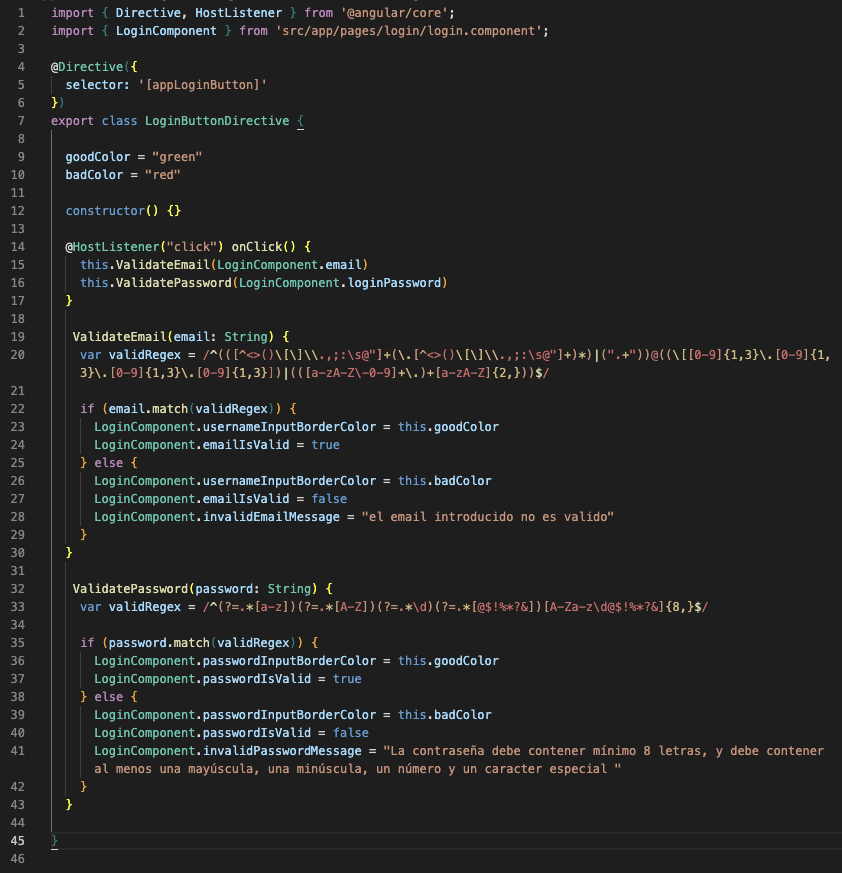 1 import { Directive, HostListener } from '@angular/core';
2 import { LoginComponent } from 'src/app/pages/login/login.component';
3
4 @Directive({
5 selector: '[appLoginButton]'
6 })
7 export class LoginButtonDirective {
8
9 goodColor = "green"
10 badColor = "red"
11
12 constructor() {}
13
14 @HostListener("click") onClick() {
15 this.ValidateEmail(LoginComponent.email)
16 this.ValidatePassword(LoginComponent.loginPassword)
17 }
18
19 ValidateEmail(email: String) {
20 var validRegex = /^(([^<>()\[\]\\.,;:\s@"]+(\.[^<>()\[\]\\.,;:\s@"]+)*)|(".+"))@((\[[0-9]{1,3}\.[0-9]{1,
3}\.[0-9]{1,3}\.[0-9]{1,3}])|(([a-zA-Z\-0-9]+\.)+[a-zA-Z]{2,}))$/
21
22 if (email.match(validRegex)) {
23 LoginComponent.usernameInputBorderColor = this.goodColor
24 LoginComponent.emailIsValid = true
25 } else {
26 LoginComponent.usernameInputBorderColor = this.badColor
27 LoginComponent.emailIsValid = false
28 LoginComponent.invalidEmailMessage = "el email introducido no es valido"
29 }
30 }
31
32 ValidatePassword(password: String) {
33 var validRegex = /^(?=.*[a-z])(?=.*[A-Z])(?=.*\d)(?=.*[@$!%*?&])[A-Za-z\d@$!%*?&]{8,}$/
34
35 if (password.match(validRegex)) {
36 LoginComponent.passwordInputBorderColor = this.goodColor
37 LoginComponent.passwordIsValid = true
38 } else {
39 LoginComponent.passwordInputBorderColor = this.badColor
40 LoginComponent.passwordIsValid = false
41 LoginComponent.invalidPasswordMessage = "La contraseña debe contener mínimo 8 letras, y debe contener
al menos una mayúscula, una minúscula, un número y un caracter especial "
42 }
43 }
44
45 }
46